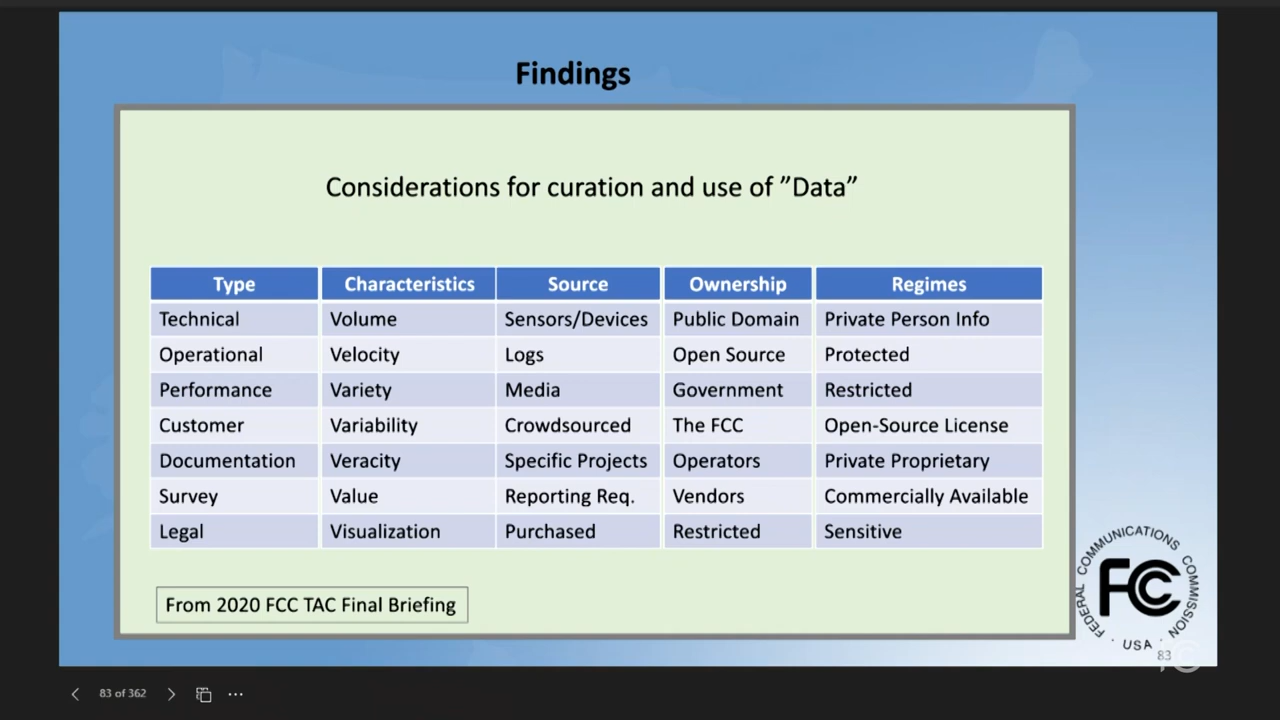 Findings
Considerations for curation and use of ”Data”
Type Characteristics Source Ownership Regimes
Technical Volume Sensors/Devices Public Domain Private Person Info
Operational Velocity Logs Open Source Protected
Performance Variety Media Government Restricted
Customer Variability Crowdsourced The FCC Open-Source License
Documentation Veracity Specific Projects Operators Private Proprietary
Survey Value Reporting Req. Vendors Commercially Available
Legal Visualization Purchased Restricted Sensitive
From 2020 FCC TAC Final Briefing
FEDERAL COMMUNICATIONS COMMISSION · USA ·
FCC
83
83 of 362